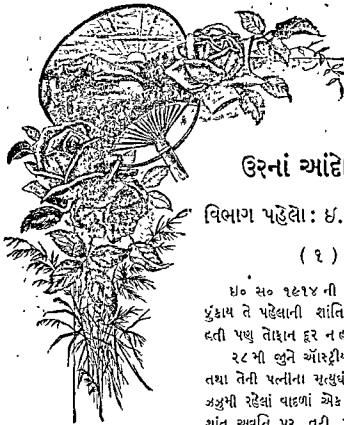 ઉરનાં આંદો
વિભાગ પહેલો: ઇ.
( ૧ )
ઇ૦ સ૦ ૧૯૧૪ ની
ફુંકાય તે પહેલાની શાંતિ
હતી પણ તોફાન દૂર ન હ
૨૮ મી જુને ઑસ્ટ્રીય
તથા તેની પત્નીના મૃત્યુઘં
ઝઝુમી રહેલાં વાદળાં એક